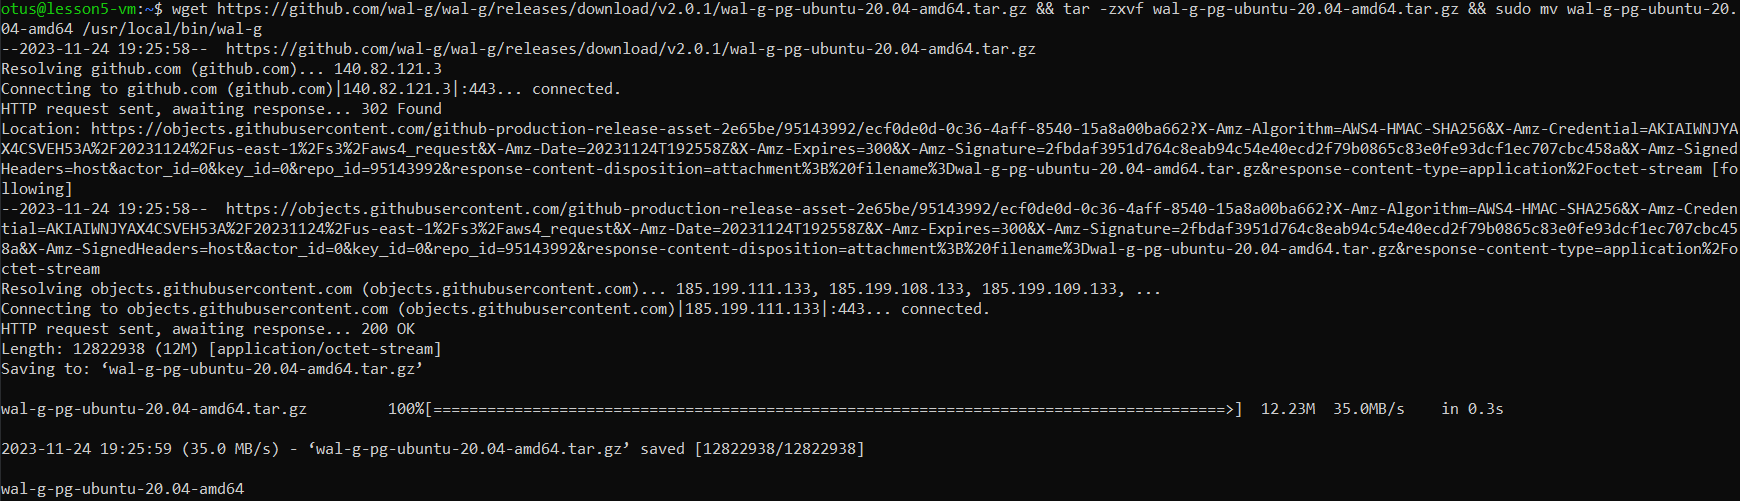 otus@lesson5-vm:~$ wget https://github.com/wal-g/wal-g/releases/download/v2.0.1/wal-g-pg-ubuntu-20.04-amd64.tar.gz && tar -zxvf wal-g-pg-ubuntu-20.04-amd64.tar.gz && sudo mv wal-g-pg-ubuntu-20.
04-amd64 /usr/local/bin/wal-g
--2023-11-24 19:25:58--  https://github.com/wal-g/wal-g/releases/download/v2.0.1/wal-g-pg-ubuntu-20.04-amd64.tar.gz
Resolving github.com (github.com)... 140.82.121.3
Connecting to github.com (github.com)|140.82.121.3|:443... connected.
HTTP request sent, awaiting response... 302 Found
Location: https://objects.githubusercontent.com/github-production-release-asset-2e65be/95143992/ecf0de0d-0c36-4aff-8540-15a8a00ba662?X-Amz-Algorithm=AWS4-HMAC-SHA256&X-Amz-Credential=AKIAIWNJYA
X4CSVEH53A%2F20231124%2Fus-east-1%2Fs3%2Faws4_request&X-Amz-Date=20231124T192558Z&X-Amz-Expires=300&X-Amz-Signature=2fbdaf3951d764c8eab94c54e40ecd2f79b0865c83e0fe93dcf1ec707cbc458a&X-Amz-Signed
Headers=host&actor_id=0&key_id=0&repo_id=95143992&response-content-disposition=attachment%3B%20filename%3Dwal-g-pg-ubuntu-20.04-amd64.tar.gz&response-content-type=application%2Foctet-stream [fo
llowing]
--2023-11-24 19:25:58--  https://objects.githubusercontent.com/github-production-release-asset-2e65be/95143992/ecf0de0d-0c36-4aff-8540-15a8a00ba662?X-Amz-Algorithm=AWS4-HMAC-SHA256&X-Amz-Creden
tial=AKIAIWNJYAX4CSVEH53A%2F20231124%2Fus-east-1%2Fs3%2Faws4_request&X-Amz-Date=20231124T192558Z&X-Amz-Expires=300&X-Amz-Signature=2fbdaf3951d764c8eab94c54e40ecd2f79b0865c83e0fe93dcf1ec707cbc45
8a&X-Amz-SignedHeaders=host&actor_id=0&key_id=0&repo_id=95143992&response-content-disposition=attachment%3B%20filename%3Dwal-g-pg-ubuntu-20.04-amd64.tar.gz&response-content-type=application%2Fo
ctet-stream
Resolving objects.githubusercontent.com (objects.githubusercontent.com)... 185.199.111.133, 185.199.108.133, 185.199.109.133, ...
Connecting to objects.githubusercontent.com (objects.githubusercontent.com)|185.199.111.133|:443... connected.
HTTP request sent, awaiting response... 200 OK
Length: 12822938 (12M) [application/octet-stream]
Saving to: ‘wal-g-pg-ubuntu-20.04-amd64.tar.gz’
wal-g-pg-ubuntu-20.04-amd64.tar.gz         100%[========================================================================================>]  12.23M  35.0MB/s    in 0.3s
2023-11-24 19:25:59 (35.0 MB/s) - ‘wal-g-pg-ubuntu-20.04-amd64.tar.gz’ saved [12822938/12822938]
wal-g-pg-ubuntu-20.04-amd64